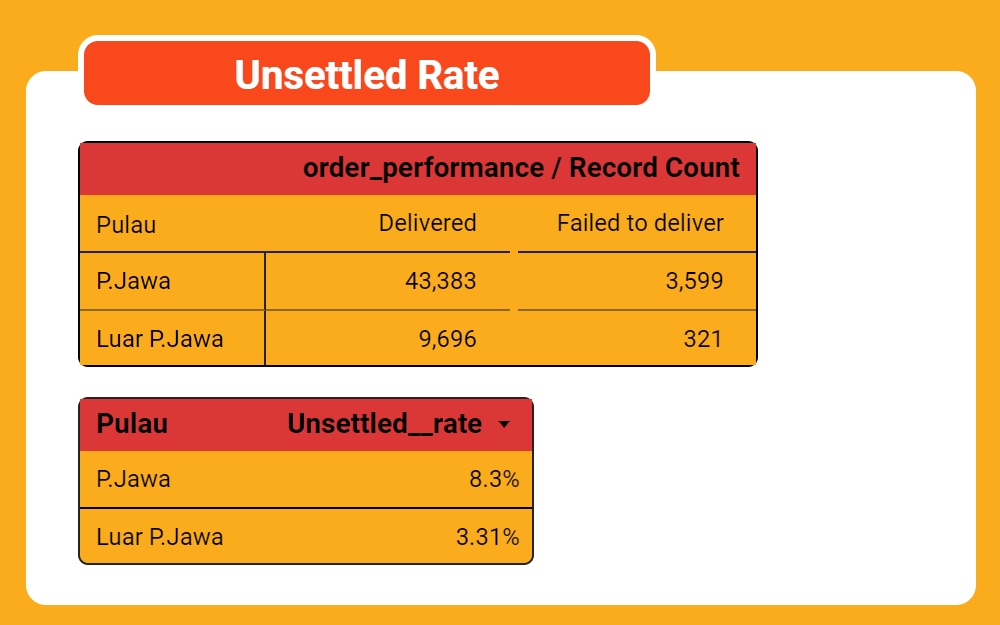 Unsettled Rate
order_performance / Record Count
Pulau Delivered Failed to deliver
P.Jawa 43,383 3,599
Luar P.Jawa 9,696 321
Pulau Unsettled__rate
P.Jawa 8.3%
Luar P.Jawa 3.31%